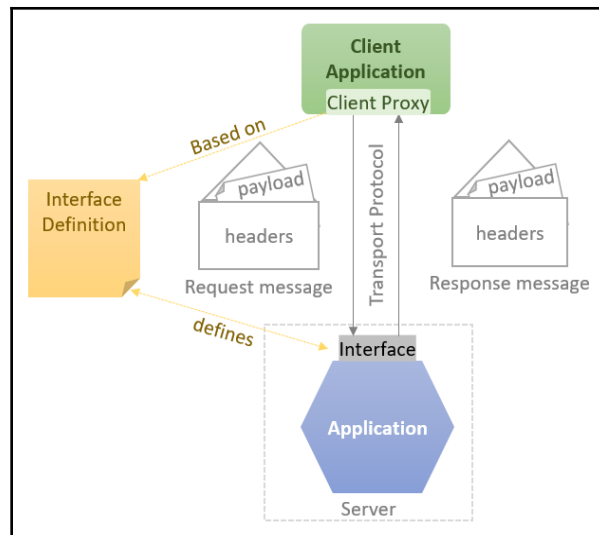 Client
Application
Client Proxy
Based on
Interface
Definition
payload
headers
Request message
Transport Protocol
payload
headers
Response message
defines
Interface
Application
Server